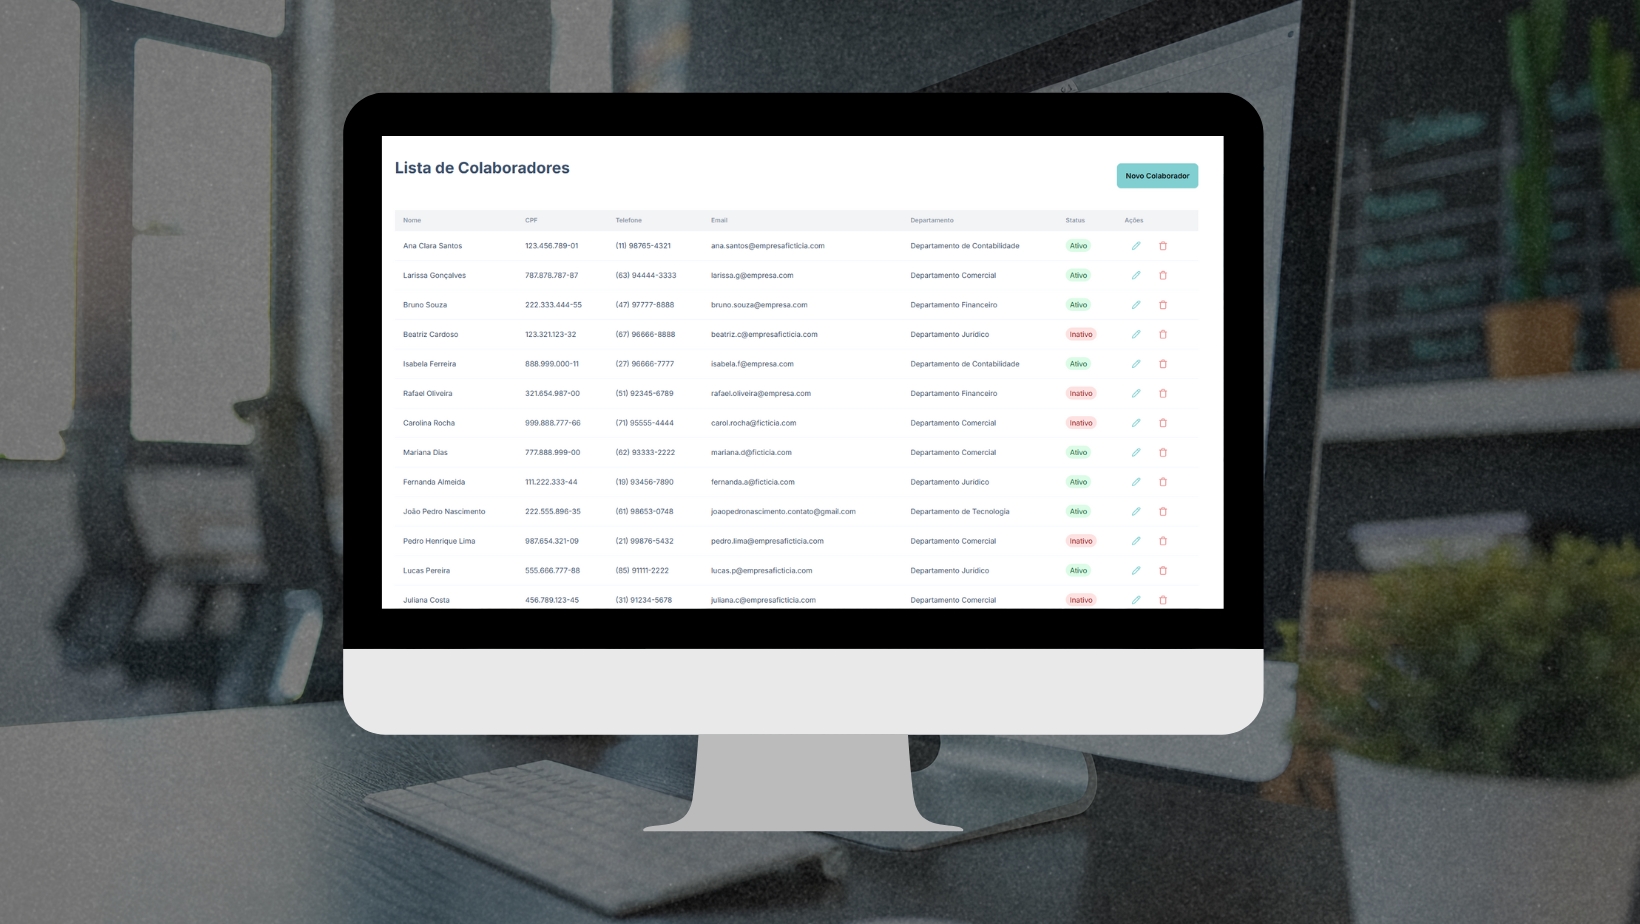 Lista de Colaboradores
Novo Colaborador
Nome CPF Telefone Email Departamento Status Ações
Ana Clara Santos 123.456.789-01 (11) 98765-4321 ana.santos@empresaficticia.com Departamento de Contabilidade Ativo
Larissa Gonçalves 787.878.787-87 (63) 94444-3333 larissa.g@empresa.com Departamento Comercial Ativo
Bruno Souza 222.333.444-55 (47) 97777-8888 bruno.souza@empresa.com Departamento Financeiro Ativo
Beatriz Cardoso 123.321.123-32 (67) 96666-8888 beatriz.c@empresaficticia.com Departamento Jurídico Inativo
Isabela Ferreira 888.999.000-11 (27) 96666-7777 isabela.f@empresa.com Departamento de Contabilidade Ativo
Rafael Oliveira 321.654.987-00 (51) 92345-6789 rafael.oliveira@empresa.com Departamento Financeiro Inativo
Carolina Rocha 999.888.777-66 (71) 95555-4444 carol.rocha@ficticia.com Departamento Comercial Inativo
Mariana Dias 777.888.999-00 (62) 93333-2222 mariana.d@ficticia.com Departamento Comercial Ativo
Fernanda Almeida 111.222.333-44 (19) 93456-7890 fernanda.a@ficticia.com Departamento Jurídico Ativo
João Pedro Nascimento 222.555.896-35 (61) 98653-0748 joaopedronascimento.contato@gmail.com Departamento de Tecnologia Ativo
Pedro Henrique Lima 987.654.321-09 (21) 99876-5432 pedro.lima@empresaficticia.com Departamento Comercial Inativo
Lucas Pereira 555.666.777-88 (85) 91111-2222 lucas.p@empresaficticia.com Departamento Jurídico Ativo
Juliana Costa 456.789.123-45 (31) 91234-5678 juliana.c@empresaficticia.com Departamento Comercial Inativo